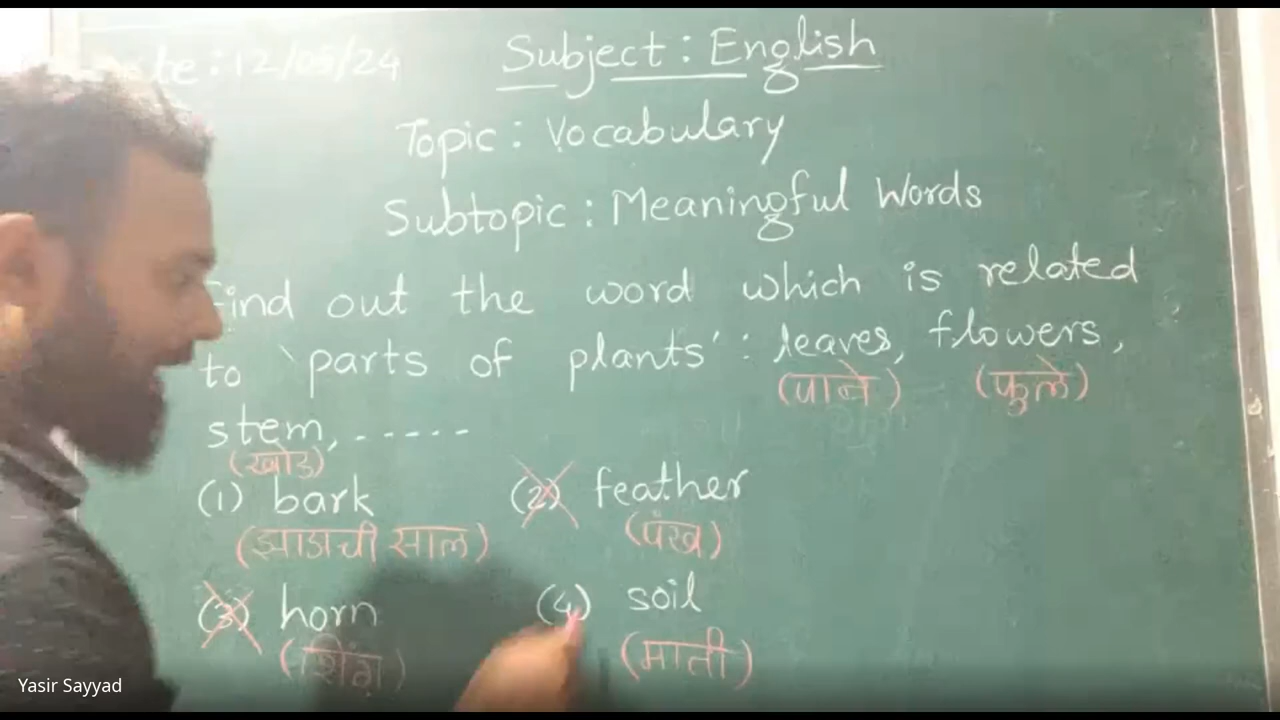 te: 12/05/24 Subject : English
Topic : Vocabulary
Subtopic : Meaningful Words
Find out the word which is related
to 'parts of plants' : leaves, flowers,
(पाने) (फुले)
stem, -----
(खोड)
(1) bark (2) feather
(झाडाची साल) (पंख)
(3) horn (4) soil
(शिंग) (माती)
Yasir Sayyad